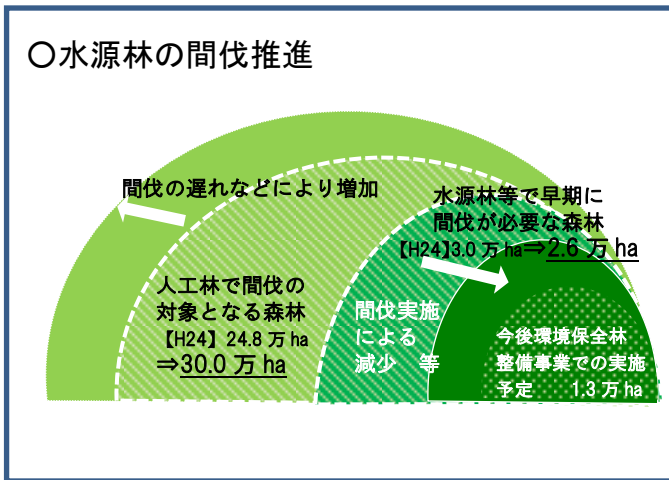 〇水源林の間伐推進
間伐の遅れなどにより増加
水源林等で早期に
間伐が必要な森林
【H24】3.0 万 ha⇒2.6 万 ha
人工林で間伐の
対象となる森林
【H24】 24.8 万 ha
⇒30.0 万 ha
間伐実施
による
減少 等
今後環境保全林
整備事業での実施
予定 1.3 万 ha